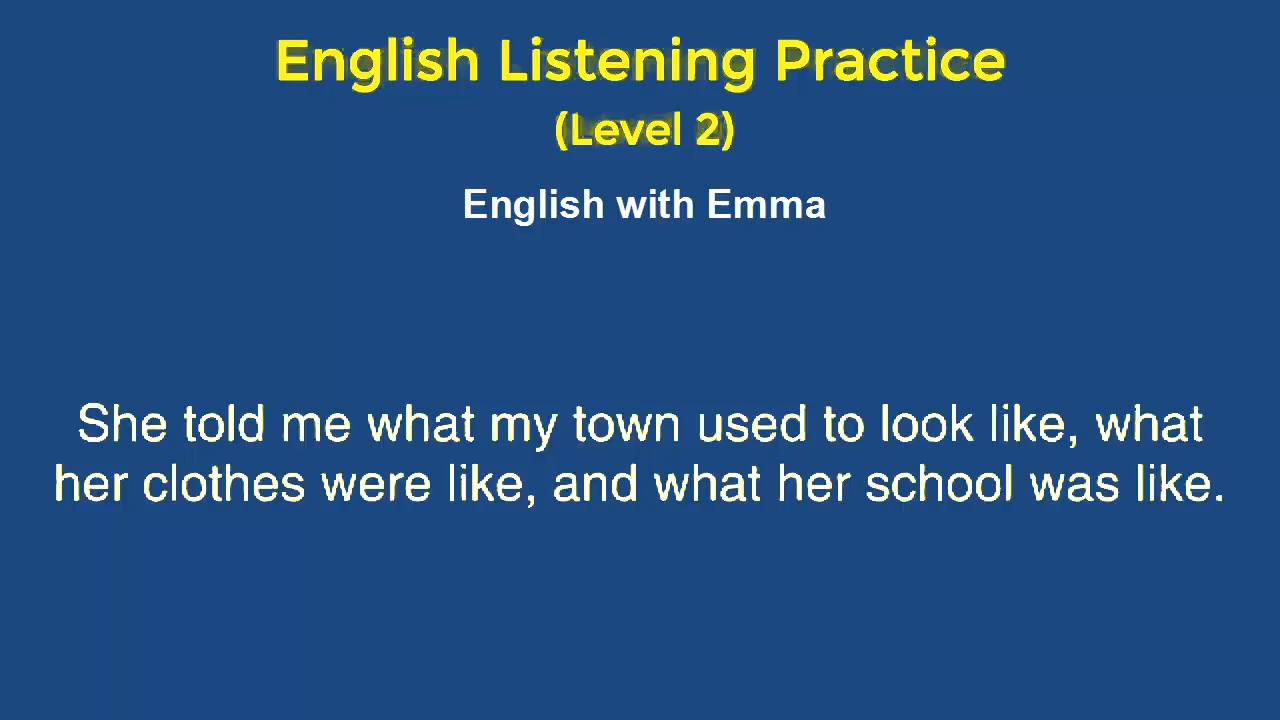 English Listening Practice
(Level 2)
English with Emma
She told me what my town used to look like, what
her clothes were like, and what her school was like.